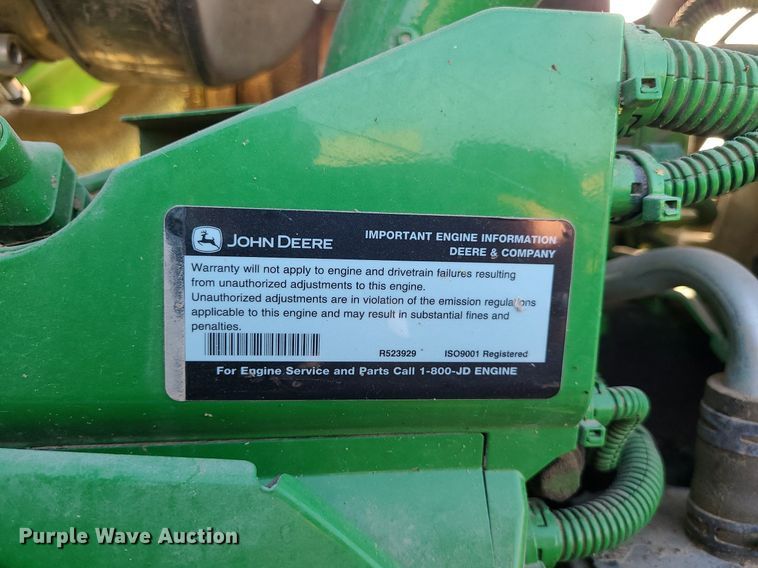 JOHN DEERE
IMPORTANT ENGINE INFORMATION
DEERE & COMPANY
Warranty will not apply to engine and drivetrain failures resulting
from unauthorized adjustments to this engine.
Unauthorized adjustments are in violation of the emission regulations
applicable to this engine and may result in substantial fines and
penalties.
R523929 ISO9001 Registered
For Engine Service and Parts Call 1-800-JD ENGINE
Purple Wave Auction